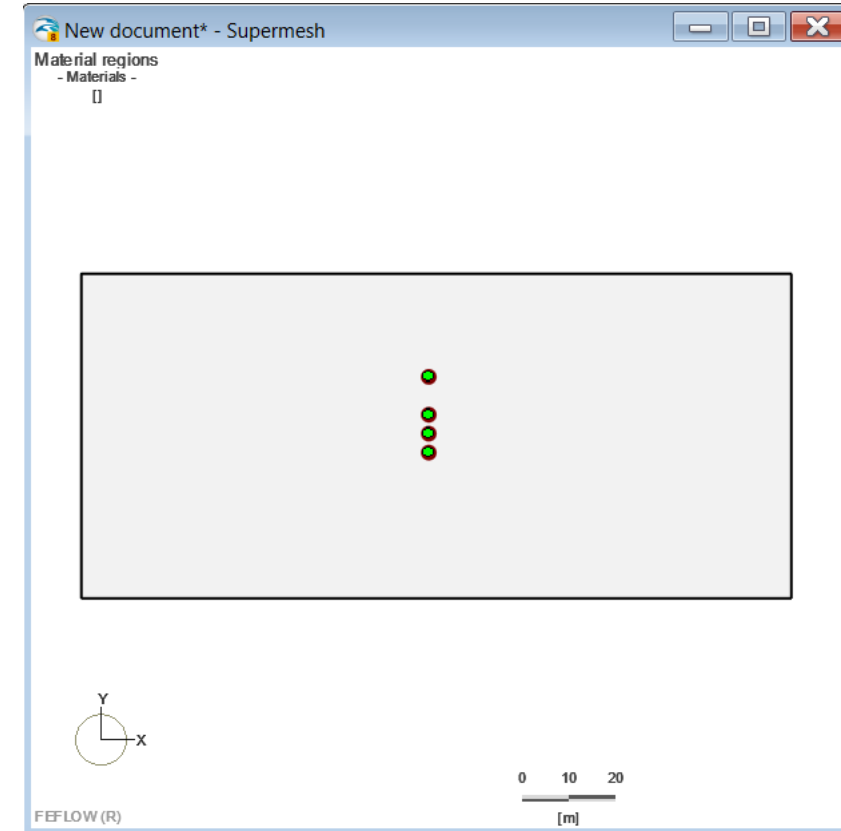 New document* - Supermesh
Material regions
- Materials -
[]
Y
X
0 10 20
[m]
FEFLOW (R)